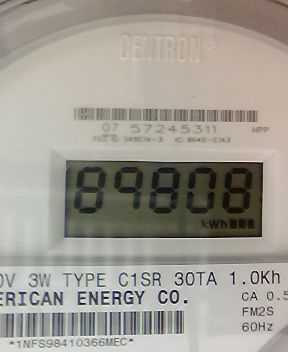 CENTRON®
07 57245311 HPP
89808
kWh
0V 3W TYPE C1SR 30TA 1.0Kh
ERICAN ENERGY CO. CA 0.5
FM2S
60Hz
*1NFS98410366MEC*